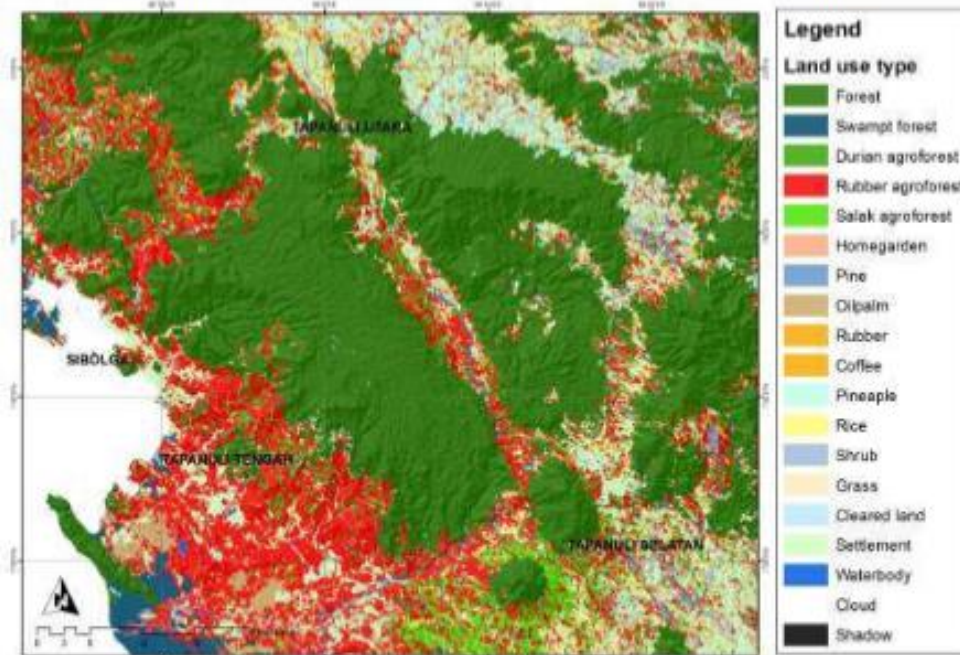 TAPANULI UTARA
SIBOLGA
TAPANULI TENGAH
TAPANULI SELATAN
Legend
Land use type
Forest
Swampt forest
Durian agroforest
Rubber agroforest
Salak agroforest
Homegarden
Pine
Oilpalm
Rubber
Coffee
Pineaple
Rice
Shrub
Grass
Cleared land
Settlement
Waterbody
Cloud
Shadow